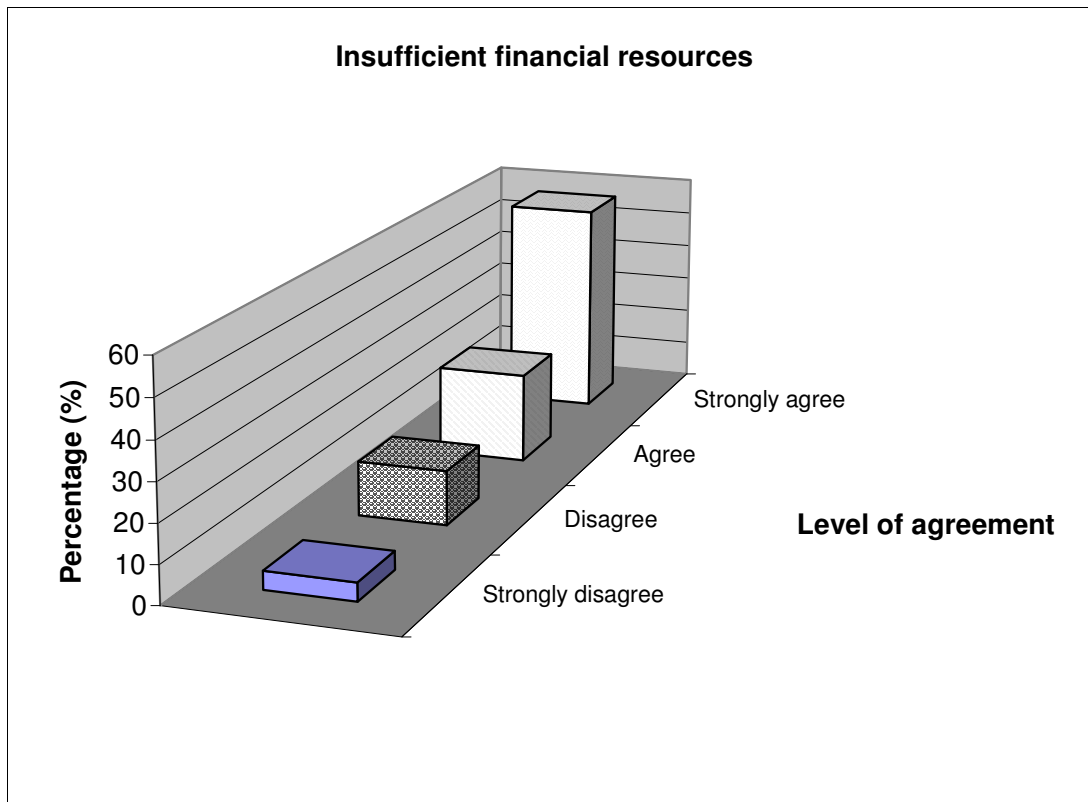 Insufficient financial resources
60
50
40
30
20
10
0
Percentage (%)
Strongly agree
Agree
Disagree
Strongly disagree
Level of agreement